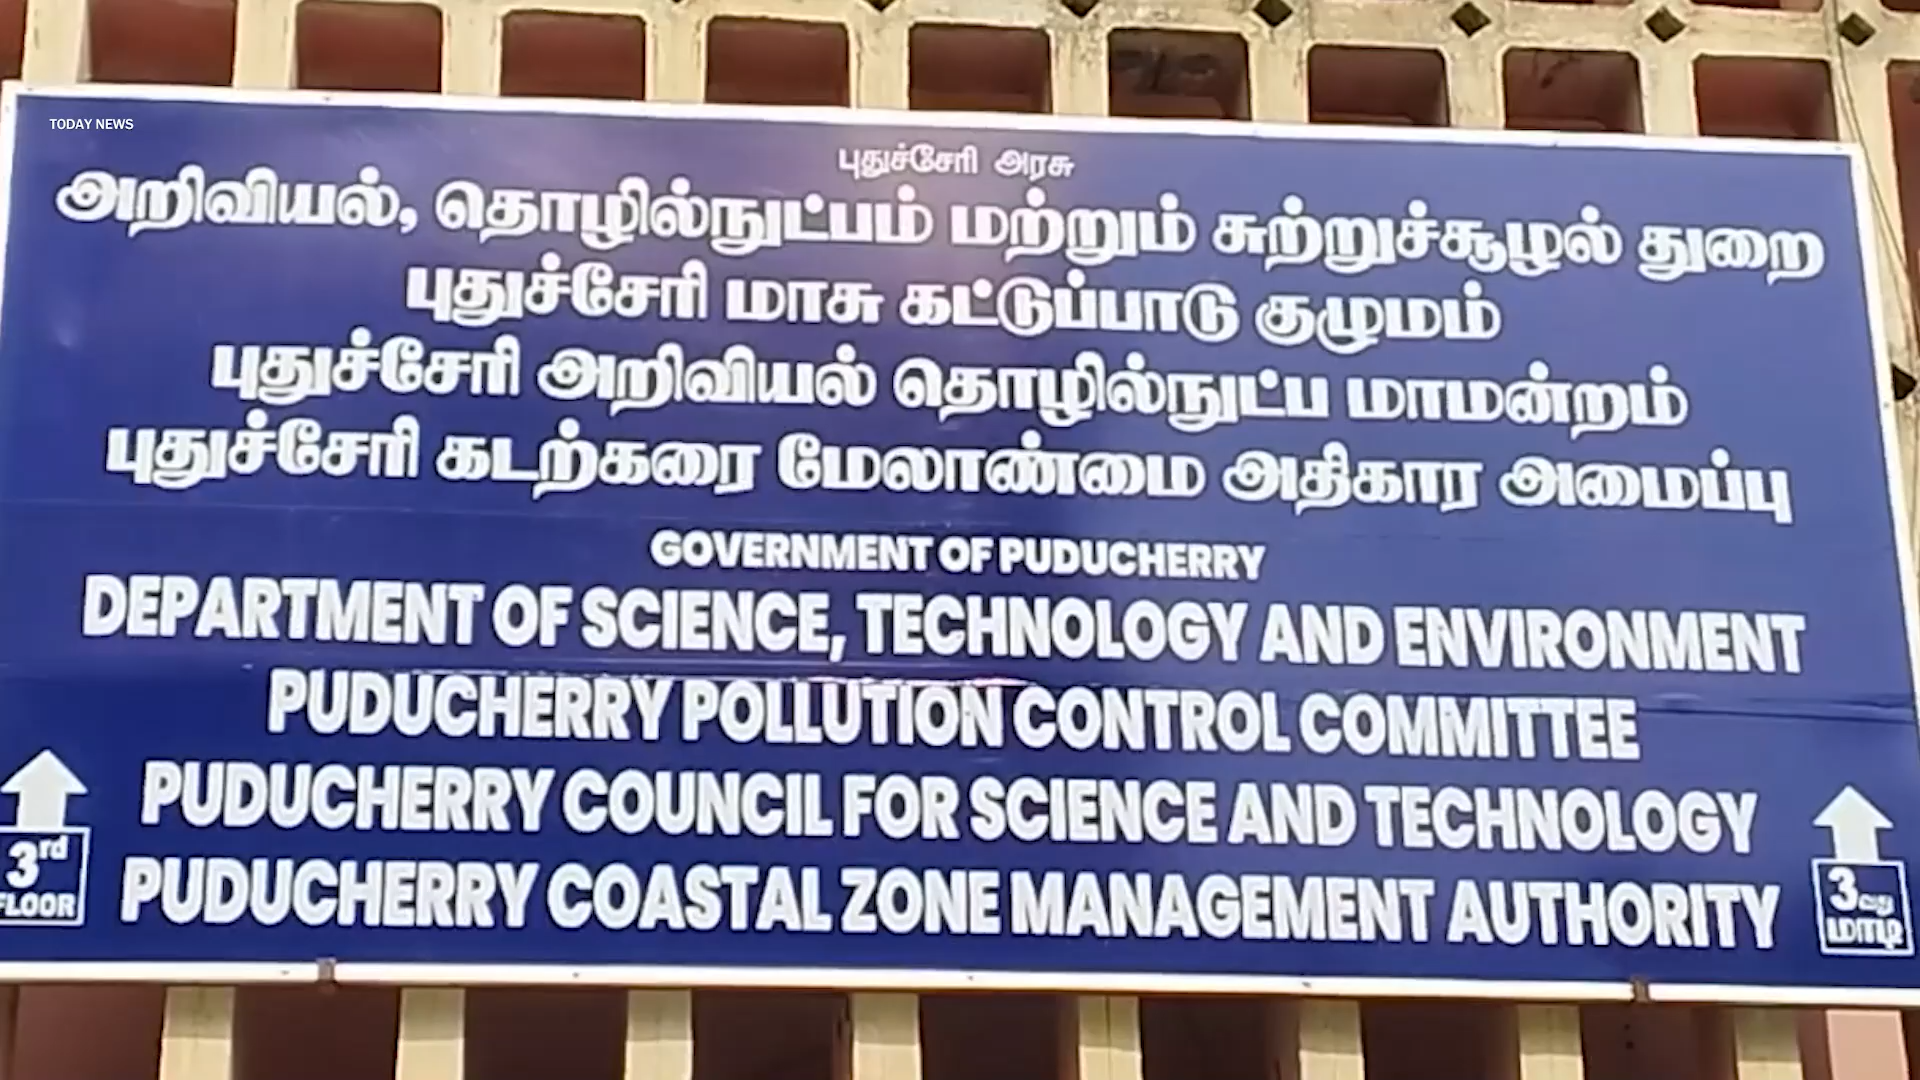 TODAY NEWS
புதுச்சேரி அரசு
அறிவியல், தொழில்நுட்பம் மற்றும் சுற்றுச்சூழல் துறை
புதுச்சேரி மாசு கட்டுப்பாடு குழுமம்
புதுச்சேரி அறிவியல் தொழில்நுட்ப மாமன்றம்
புதுச்சேரி கடற்கரை மேலாண்மை அதிகார அமைப்பு
GOVERNMENT OF PUDUCHERRY
DEPARTMENT OF SCIENCE, TECHNOLOGY AND ENVIRONMENT
PUDUCHERRY POLLUTION CONTROL COMMITTEE
PUDUCHERRY COUNCIL FOR SCIENCE AND TECHNOLOGY
PUDUCHERRY COASTAL ZONE MANAGEMENT AUTHORITY
3rd
FLOOR
3வது
மாடி